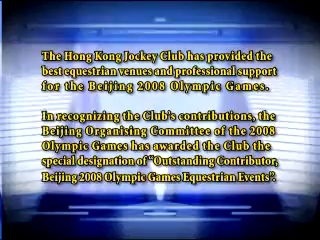 The Hong Kong Jockey Club has provided the
best equestrian venues and professional support
for the Beijing 2008 Olympic Games.
In recognizing the Club's contributions, the
Beijing Organising Committee of the 2008
Olympic Games has awarded the Club the
special designation of "Outstanding Contributor,
Beijing 2008 Olympic Games Equestrian Events".